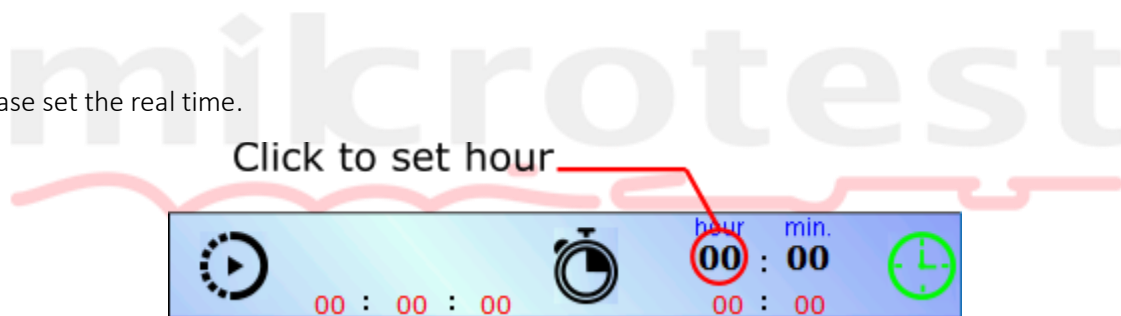 mikrotest
ase set the real time.
Click to set hour
hour min.
00 : 00
00 : 00 : 00 00 : 00